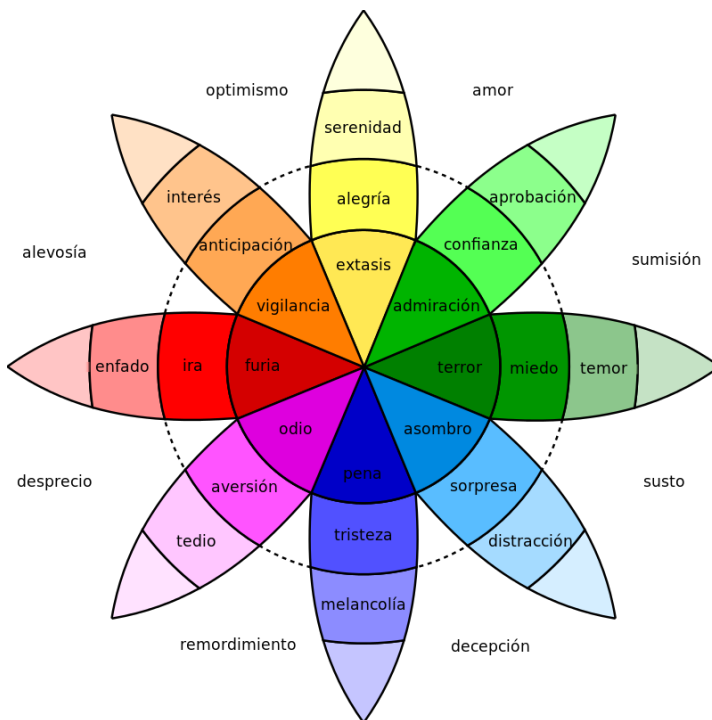 optimismo
amor
serenidad
interés
alegría
aprobación
anticipación
confianza
alevosía
extasis
sumisión
vigilancia
admiración
enfado
ira
furia
terror
miedo
temor
odio
asombro
pena
desprecio
aversión
sorpresa
susto
tedio
tristeza
distracción
melancolía
remordimiento
decepción